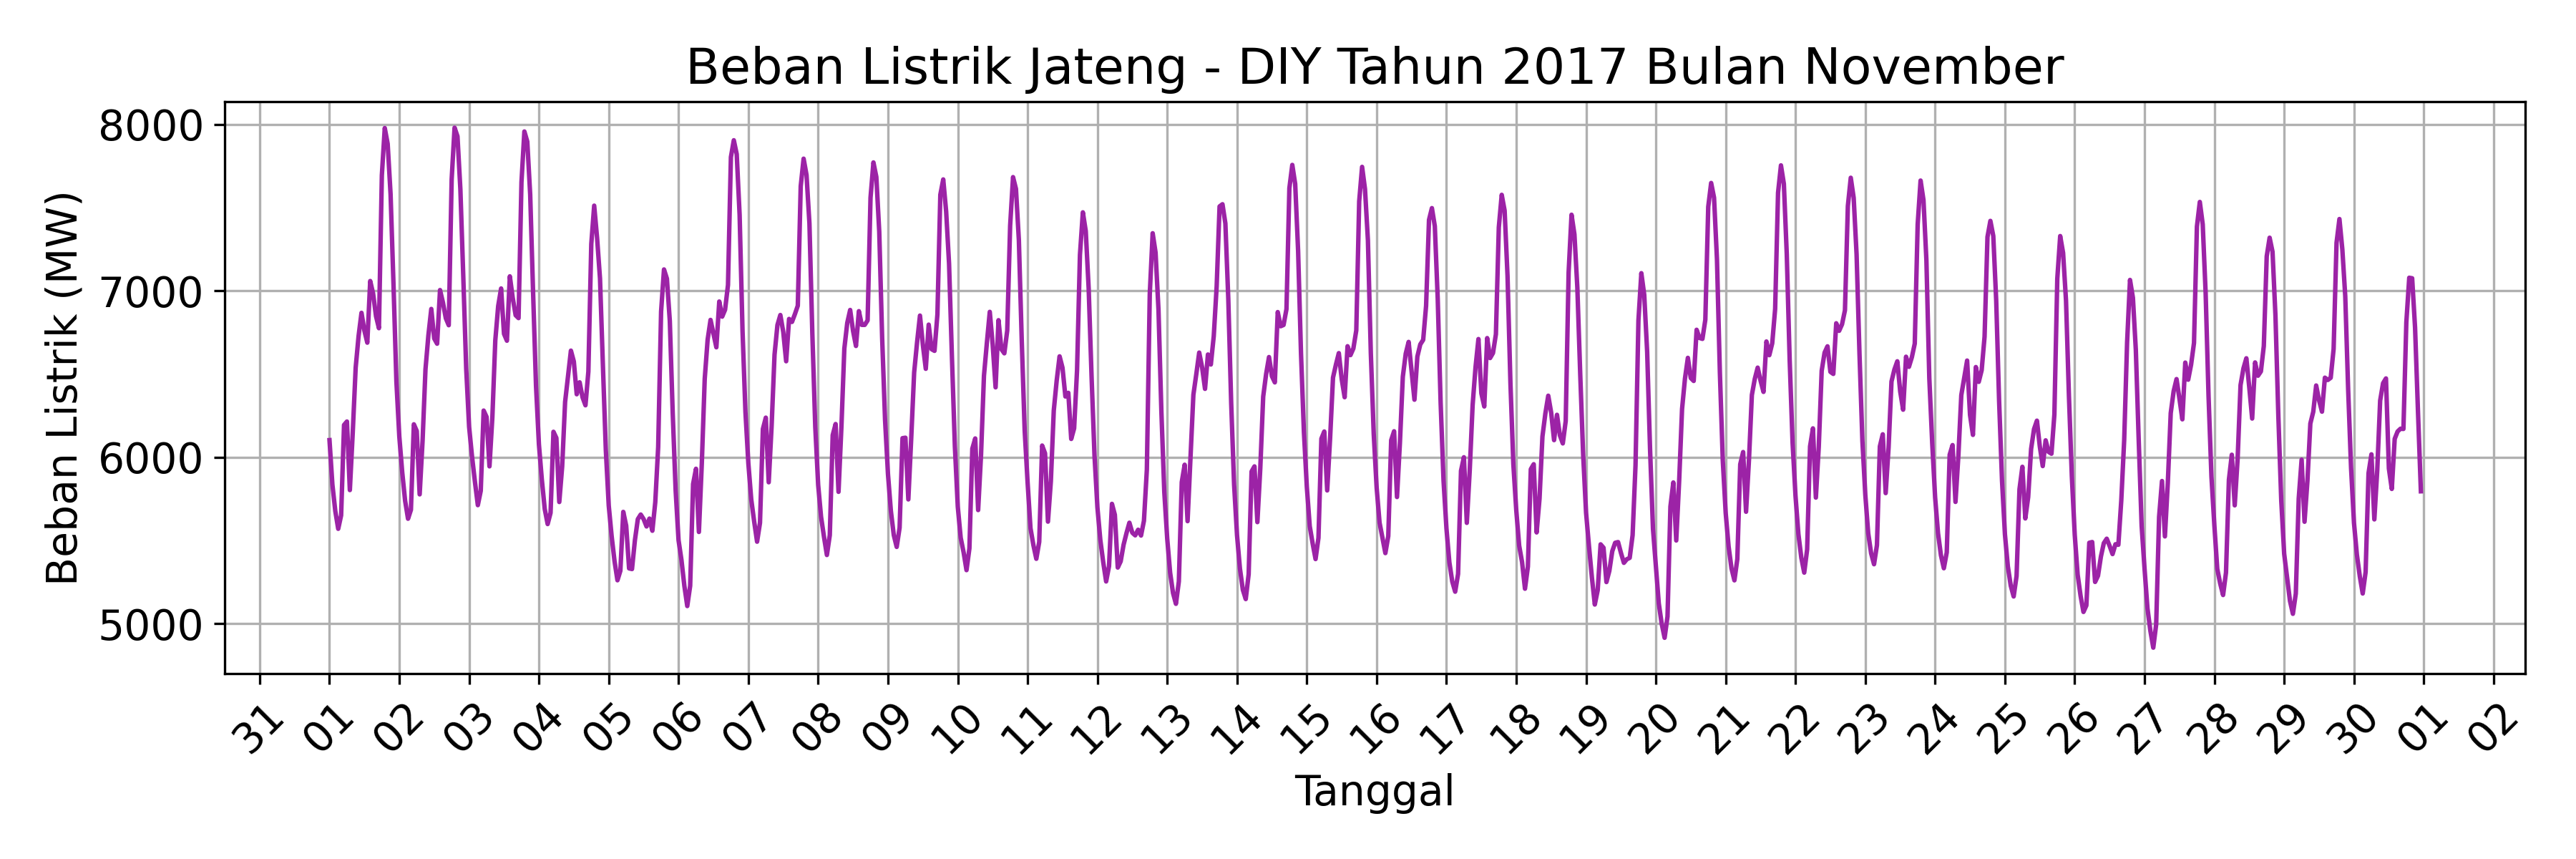 Beban Listrik Jateng - DIY Tahun 2017 Bulan November
Beban Listrik (MW)
8000
7000
6000
5000
31 01 02 03 04 05 06 07 08 09 10 11 12 13 14 15 16 17 18 19 20 21 22 23 24 25 26 27 28 29 30 01 02
Tanggal